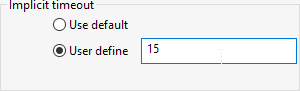 Implicit timeout
Use default
User define 15